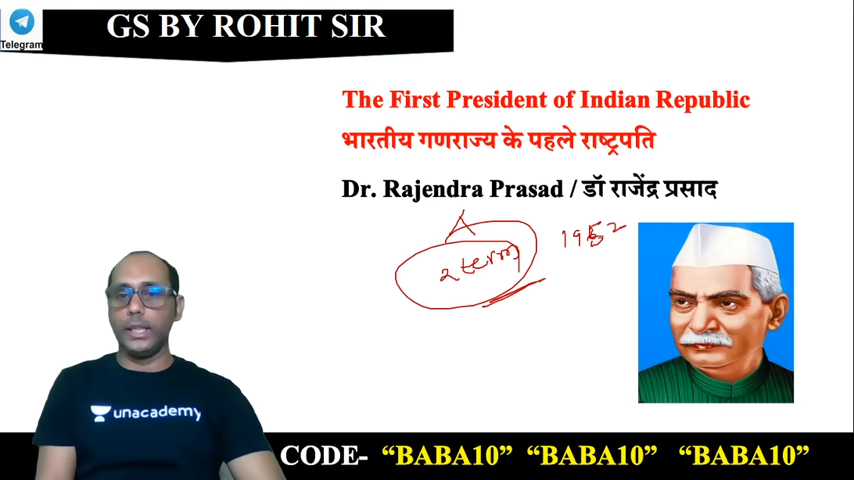 Telegram
GS BY ROHIT SIR
The First President of Indian Republic
भारतीय गणराज्य के पहले राष्ट्रपति
Dr. Rajendra Prasad / डॉ राजेंद्र प्रसाद
2 term
unacademy
CODE- “BABA10” “BABA10” “BABA10”